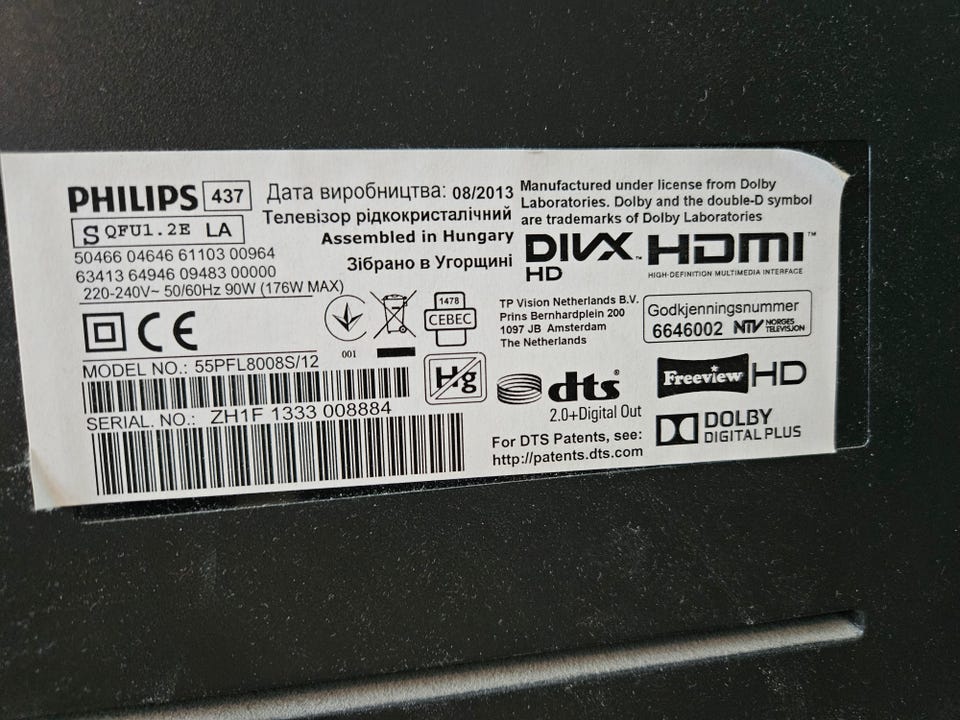 PHILIPS 437
S QFU1.2E LA
50466 04646 61103 00964
63413 64946 09483 00000
220-240V~ 50/60Hz 90W (176W MAX)
Дата виробництва: 08/2013
Телевізор рідкокристалічний
Assembled in Hungary
Зібрано в Угорщині
Manufactured under license from Dolby
Laboratories. Dolby and the double-D symbol
are trademarks of Dolby Laboratories
DIVX™ HDMI™
HD
HIGH-DEFINITION MULTIMEDIA INTERFACE
CE
001
1478
CEBEC
TP Vision Netherlands B.V.
Prins Bernhardplein 200
1097 JB Amsterdam
The Netherlands
Godkjenningsnummer
6646002 NTV NORGES
TELEVISJON
MODEL NO.: 55PFL8008S/12
SERIAL. NO.: ZH1F 1333 008884
Hg
dts®
2.0+Digital Out
For DTS Patents, see:
http://patents.dts.com
Freeview HD
DOLBY
DIGITAL PLUS